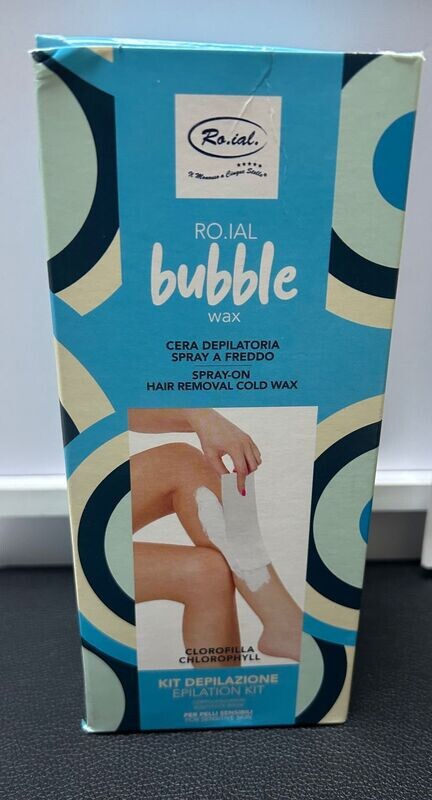 Ro.ial.
Il Monouso a Cinque Stelle
RO.IAL
bubble
wax
CERA DEPILATORIA
SPRAY A FREDDO
SPRAY-ON
HAIR REMOVAL COLD WAX
CLOROFILLA
CHLOROPHYLL
KIT DEPILAZIONE
EPILATION KIT
PER PELLI SENSIBILI
FOR SENSITIVE SKIN